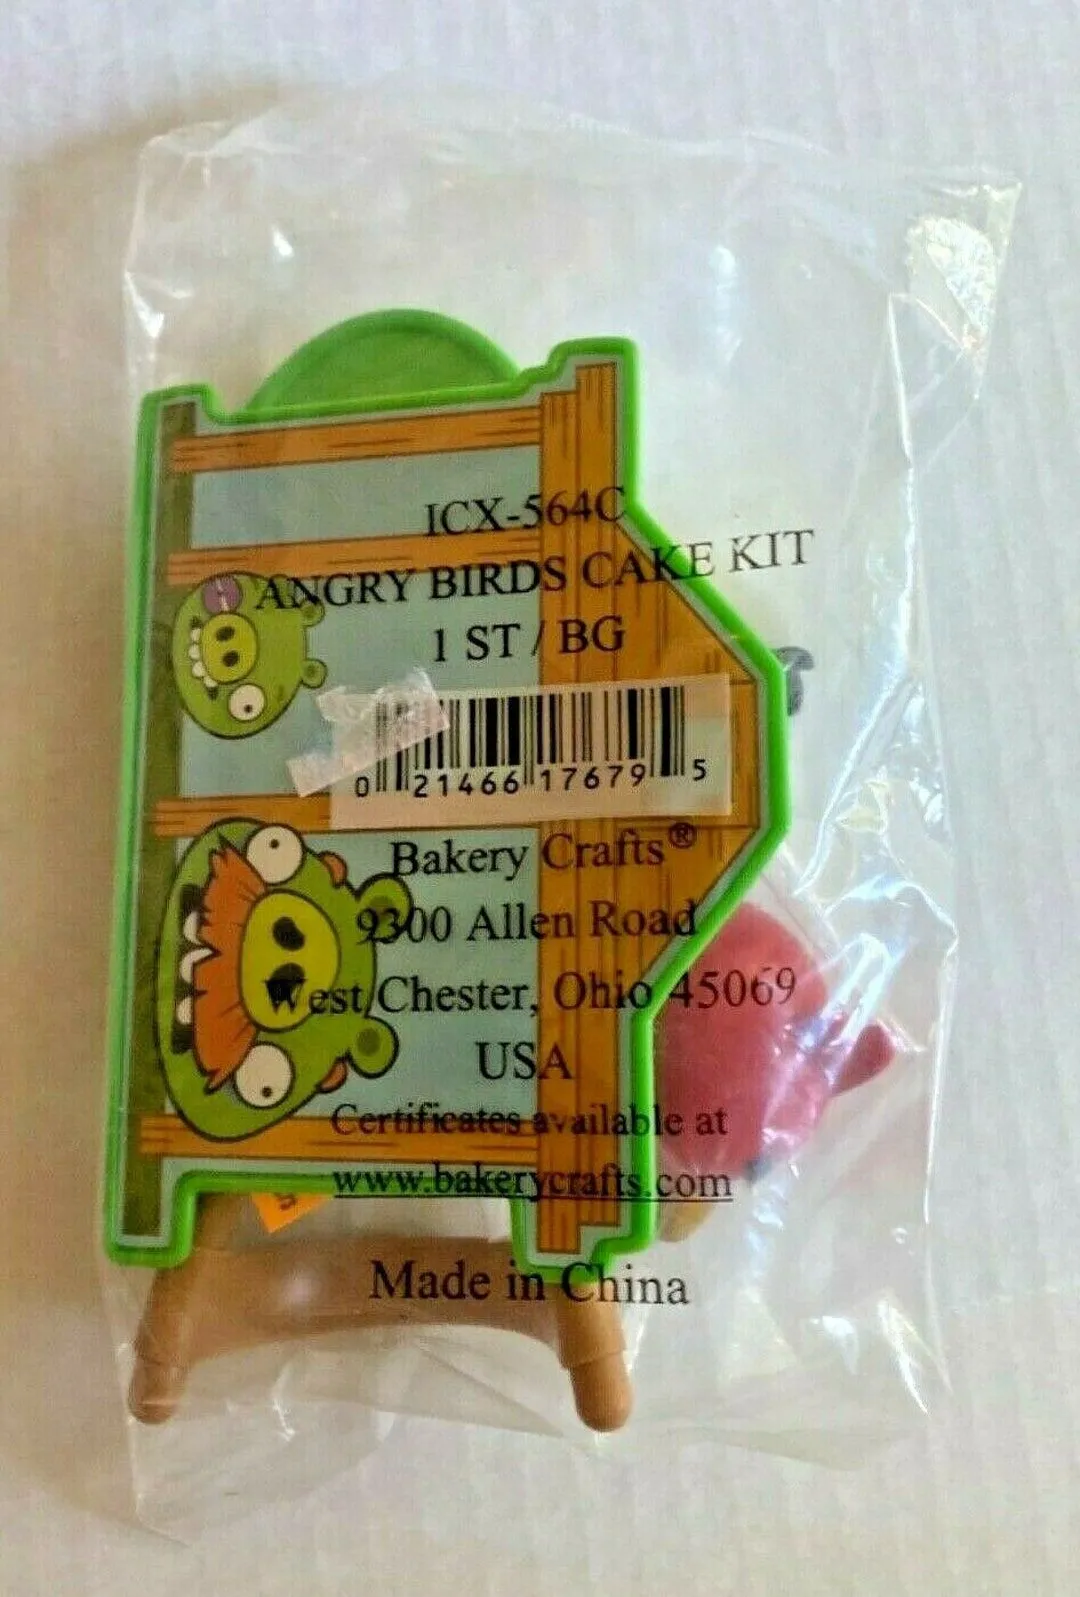 ICX-564C
ANGRY BIRDS CAKE KIT
1 ST / BG
0 21466 17679 5
Bakery Crafts®
9300 Allen Road
West Chester, Ohio 45069
USA
Certificates available at
www.bakerycrafts.com
Made in China